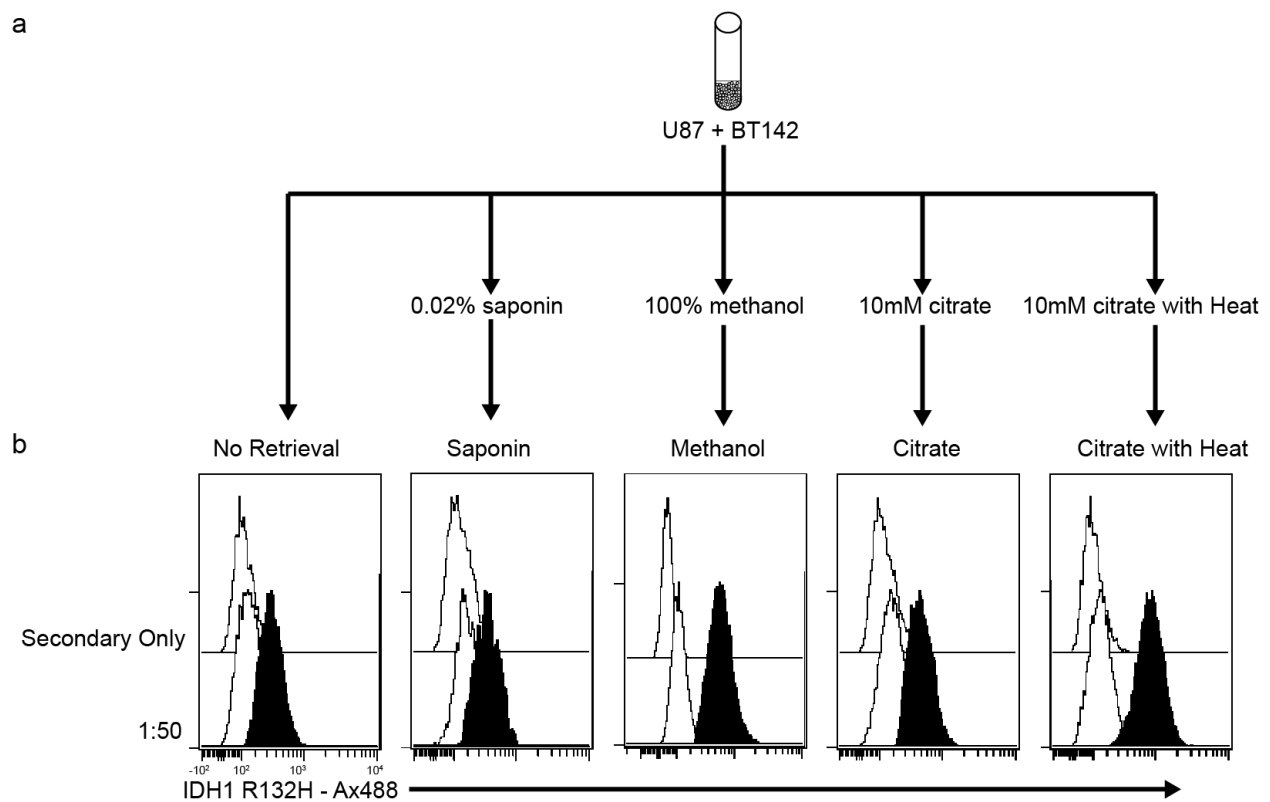 a
U87 + BT142
0.02% saponin
100% methanol
10mM citrate
10mM citrate with Heat
b
No Retrieval
Saponin
Methanol
Citrate
Citrate with Heat
Secondary Only
1:50
-10² 10² 10³ 10⁴
IDH1 R132H - Ax488